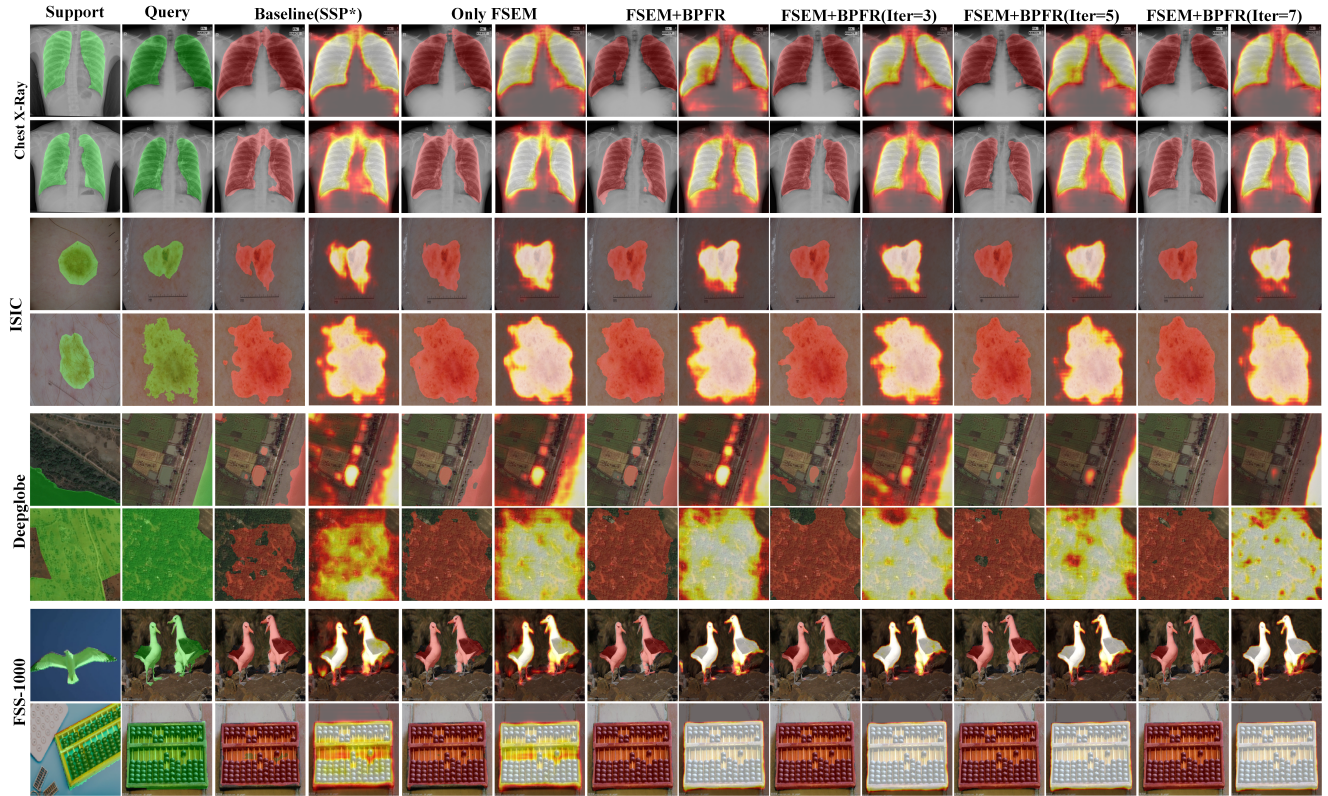 Support Query Baseline(SSP*) Only FSEM FSEM+BPFR FSEM+BPFR(Iter=3) FSEM+BPFR(Iter=5) FSEM+BPFR(Iter=7)
Chest X-Ray
ISIC
Deepglobe
FSS-1000